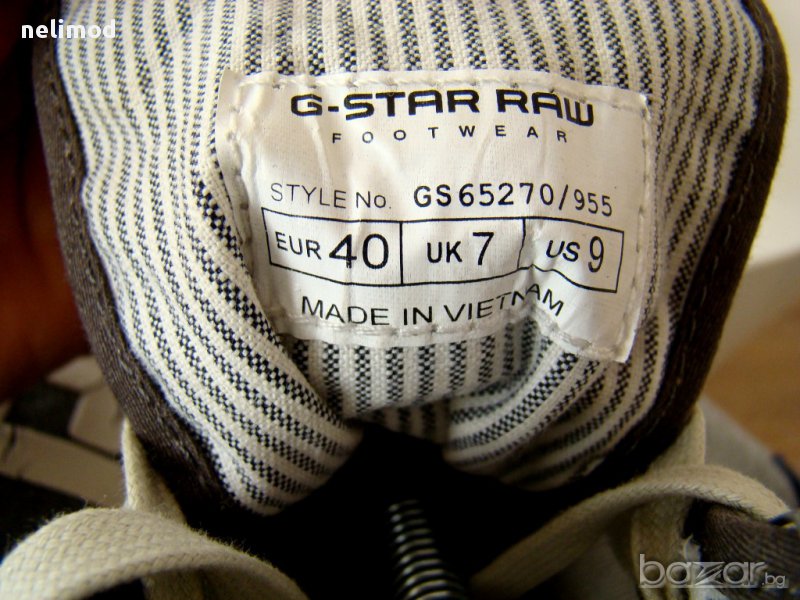 nelimod
G-STAR RAW
FOOTWEAR
STYLE No. GS65270/955
EUR 40 UK 7 US 9
MADE IN VIETNAM
bazar.bg